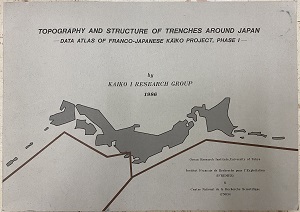 TOPOGRAPHY AND STRUCTURE OF TRENCHES AROUND JAPAN
— DATA ATLAS OF FRANCO-JAPANESE KAIKO PROJECT, PHASE I —
by
KAIKO I RESEARCH GROUP
1986
Ocean Research Institute, University of Tokyo
Institut Français de Recherche pour l'Exploitation
(IFREMER)
&
Centre National de la Recherche Scientifique
(CNRS)